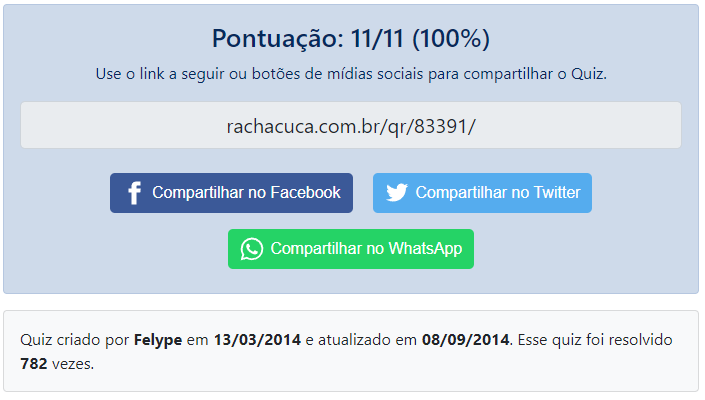 Pontuação: 11/11 (100%)
Use o link a seguir ou botões de mídias sociais para compartilhar o Quiz.
rachacuca.com.br/qr/83391/
Compartilhar no Facebook
Compartilhar no Twitter
Compartilhar no WhatsApp
Quiz criado por Felype em 13/03/2014 e atualizado em 08/09/2014. Esse quiz foi resolvido
782 vezes.